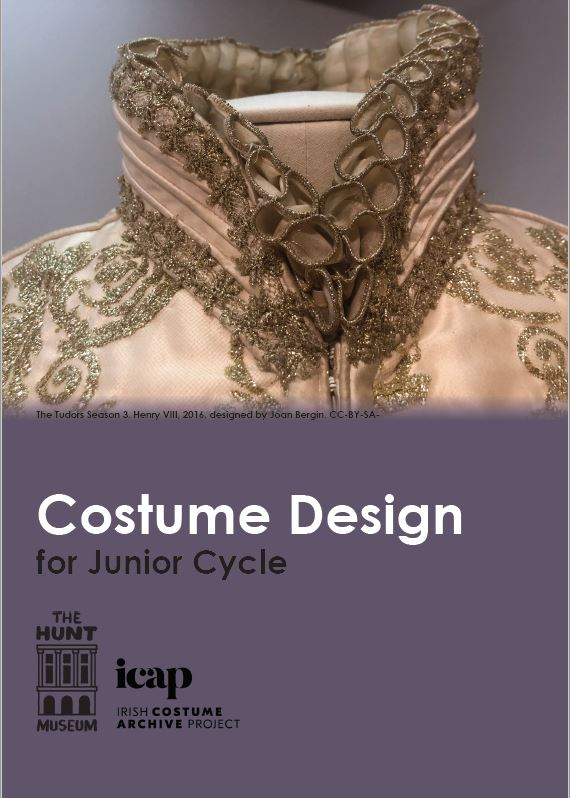 The Tudors Season 3. Henry VIII, 2016. designed by Joan Bergin. CC-BY-SA-
Costume Design
for Junior Cycle
THE
HUNT
MUSEUM
icap
IRISH COSTUME
ARCHIVE PROJECT